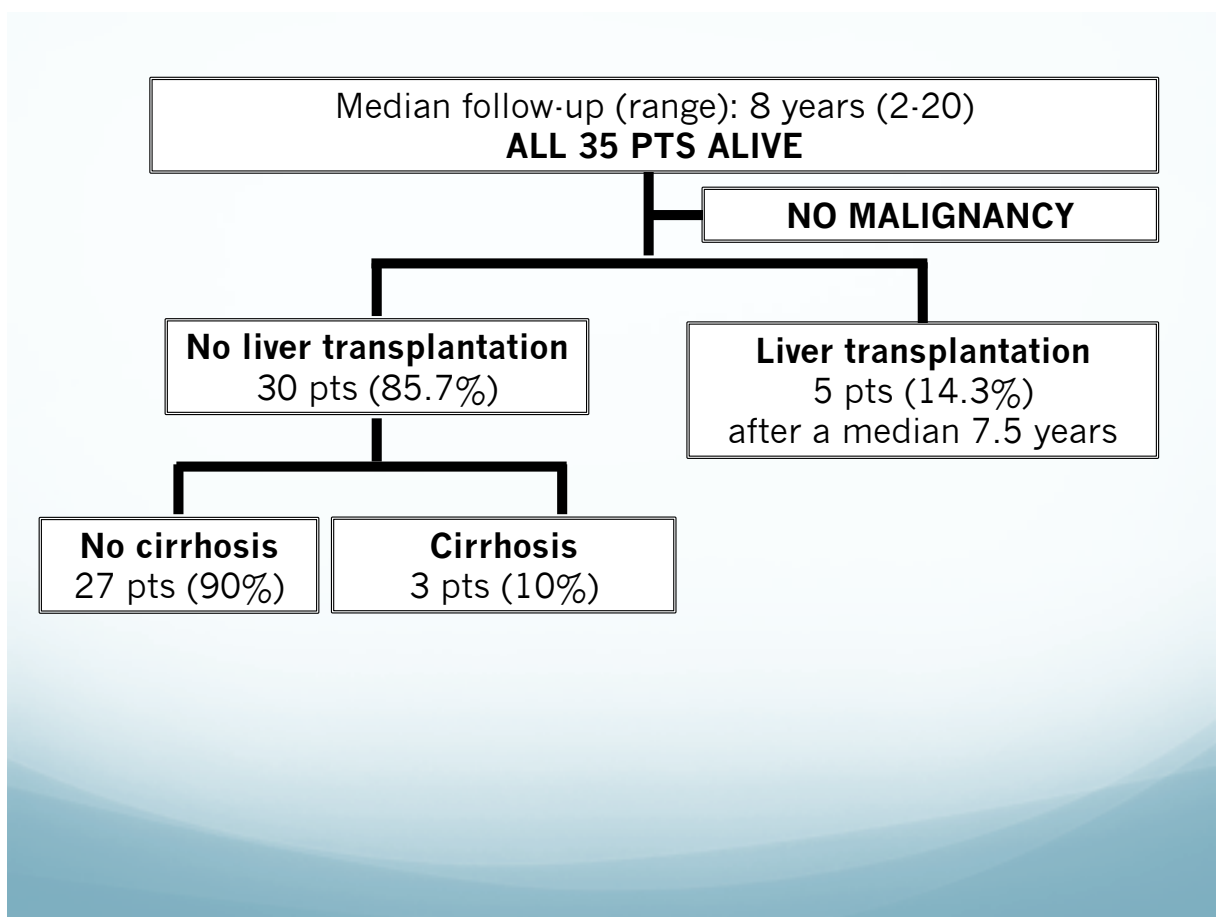 Median follow-up (range): 8 years (2-20)
ALL 35 PTS ALIVE
NO MALIGNANCY
No liver transplantation
30 pts (85.7%)
Liver transplantation
5 pts (14.3%)
after a median 7.5 years
No cirrhosis
27 pts (90%)
Cirrhosis
3 pts (10%)